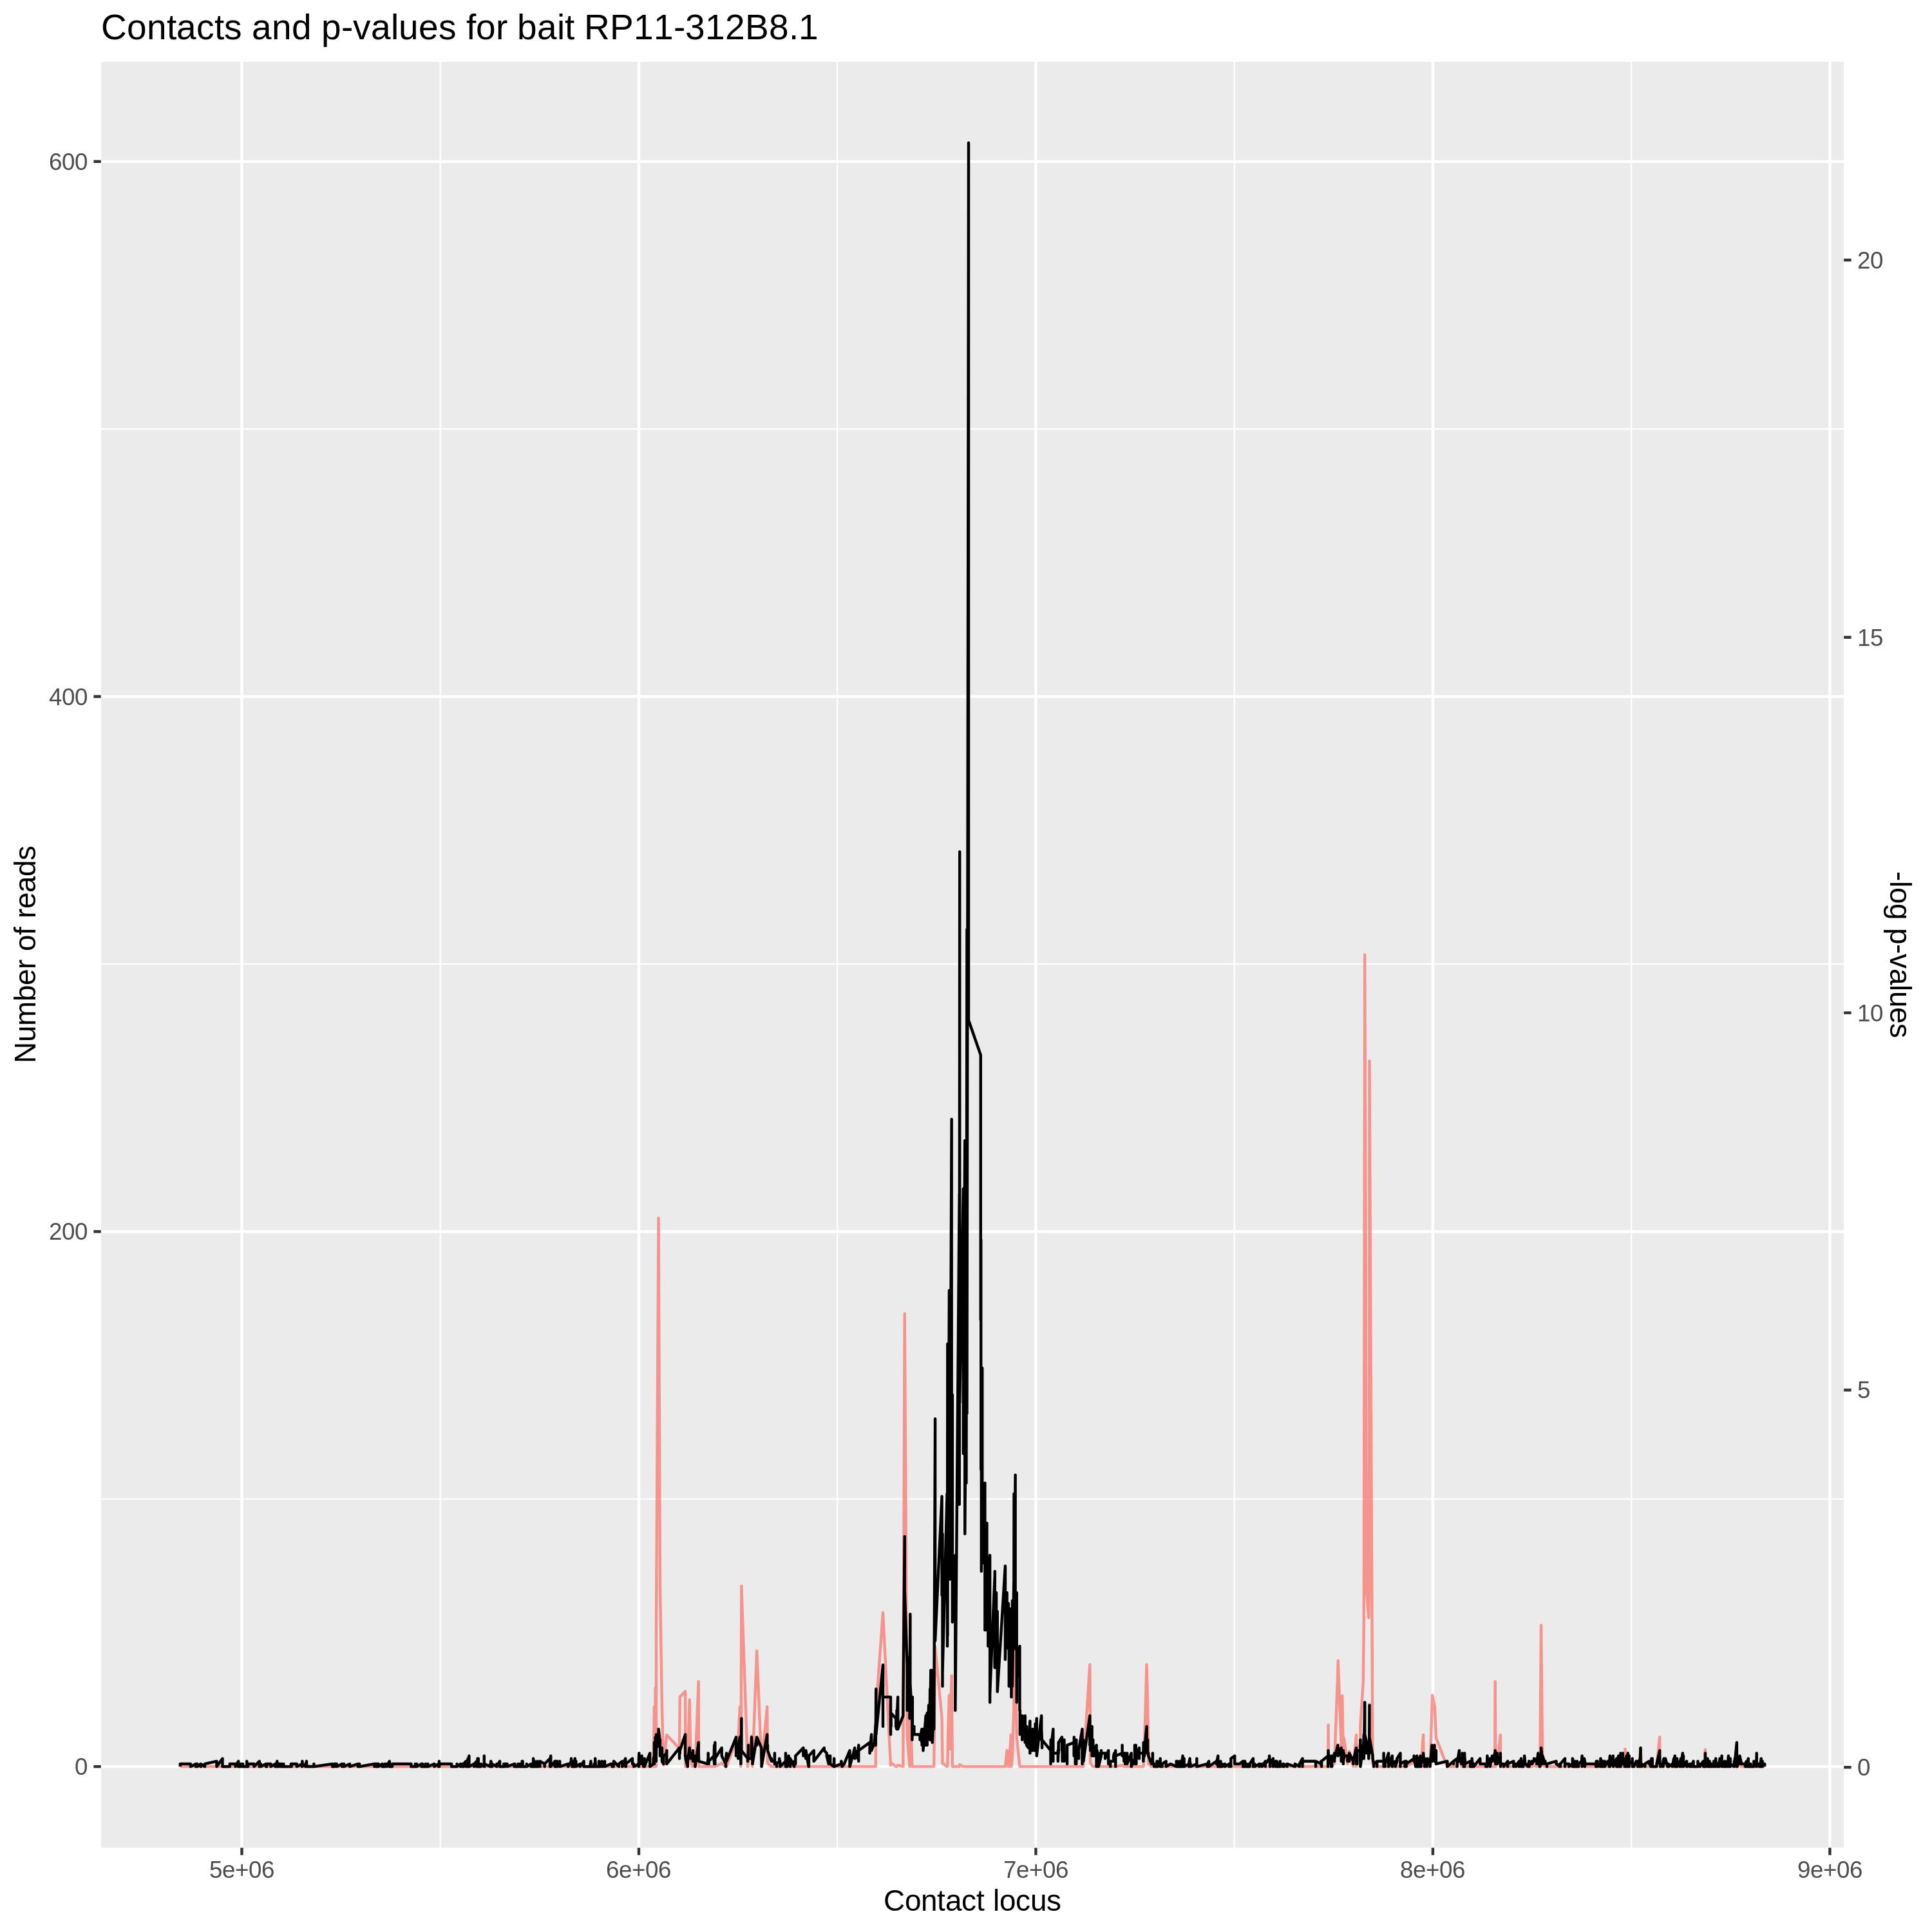 Contacts and p-values for bait RP11-312B8.1
Number of reads
600
400
200
0
20
15
10
5
0
-log p-values
5e+06
6e+06
7e+06
8e+06
9e+06
Contact locus